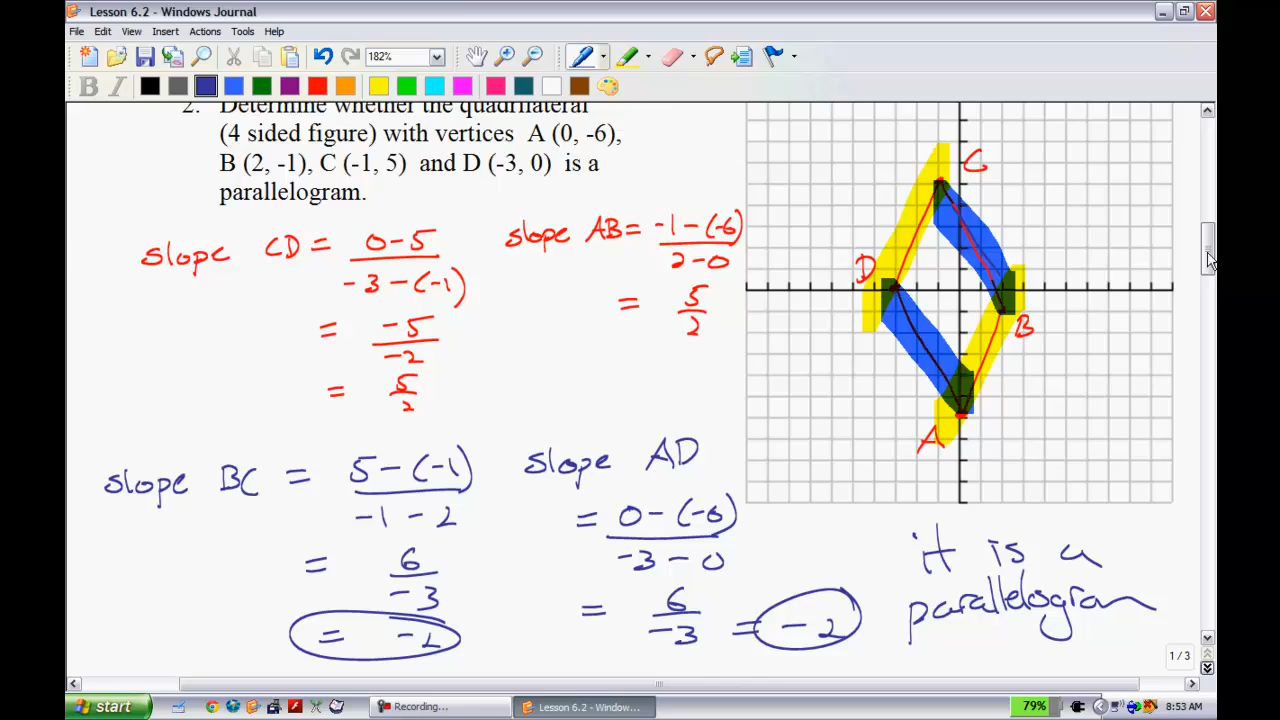 Lesson 6.2 - Windows Journal
File Edit View Insert Actions Tools Help
182%
B I
2. Determine whether the quadrilateral
(4 sided figure) with vertices A (0, -6),
B (2, -1), C (-1, 5) and D (-3, 0) is a
parallelogram.
slope CD = 0-5 / -3-(-1)
= -5 / -2
= 5 / 2
slope AB = -1-(-6) / 2-0
= 5 / 2
C
D
B
A
slope BC = 5-(-1) / -1-2
= 6 / -3
= -2
slope AD
= 0-(-6) / -3-0
= 6 / -3 = -2
it is a
parallelogram
1/3
start
Recording...
Lesson 6.2 - Window...
79%
8:53 AM